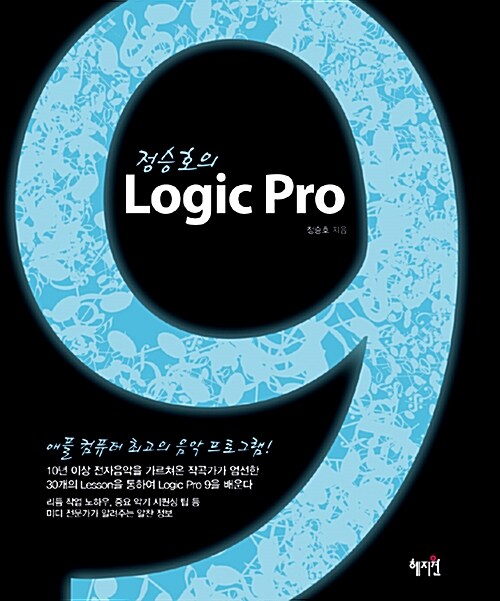 9
정승호의
Logic Pro
정승호 지음
애플 컴퓨터 최고의 음악 프로그램!
10년 이상 전자음악을 가르쳐온 작곡가가 엄선한
30개의 Lesson을 통하여 Logic Pro 9을 배운다
리듬 작업 노하우, 중요 악기 시퀀싱 팁 등
미디 전문가가 알려주는 알찬 정보
혜지원